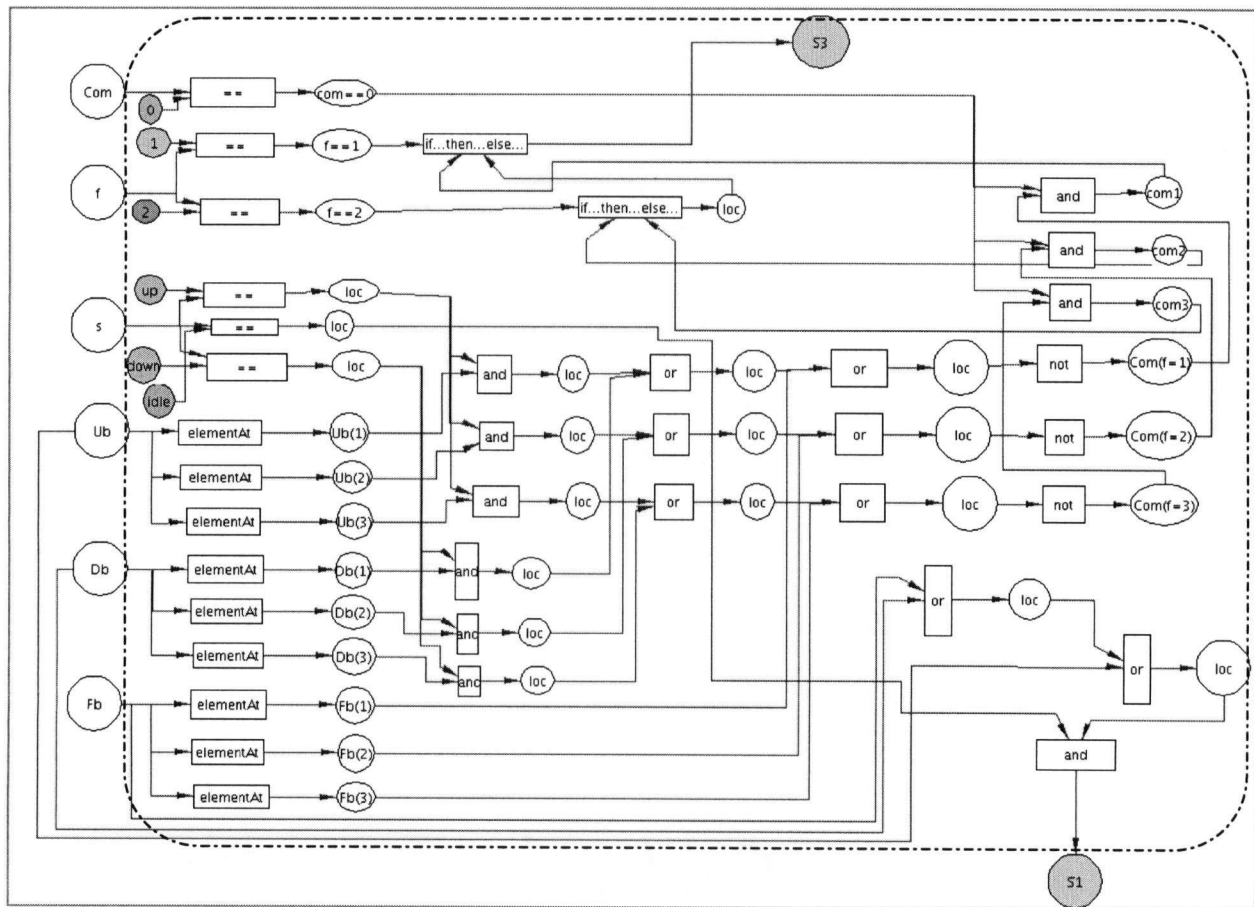 S3
Com
==
com==0
0
1
==
f==1
if...then...else...
f
2
==
f==2
if...then...else...
loc
and
com1
and
com2
up
==
loc
and
com3
s
==
loc
down
==
loc
idle
and
loc
or
loc
or
loc
not
Com(f=1)
Ub
elementAt
Ub(1)
and
loc
or
loc
or
loc
not
Com(f=2)
elementAt
Ub(2)
and
loc
or
loc
or
loc
not
Com(f=3)
elementAt
Ub(3)
Db
elementAt
Db(1)
and
loc
elementAt
Db(2)
and
loc
or
loc
elementAt
Db(3)
and
loc
or
loc
Fb
elementAt
Fb(1)
elementAt
Fb(2)
and
elementAt
Fb(3)
S1